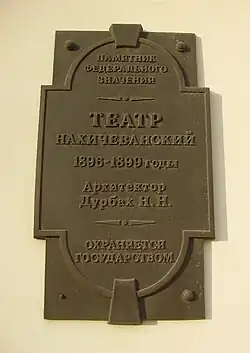 ПАМЯТНИК
ФЕДЕРАЛЬНОГО
ЗНАЧЕНИЯ
ТЕАТР
НАХИЧЕВАНСКИЙ
1896-1899 годы
Архитектор
Дурбах Н.Н.
ОХРАНЯЕТСЯ
ГОСУДАРСТВОМ